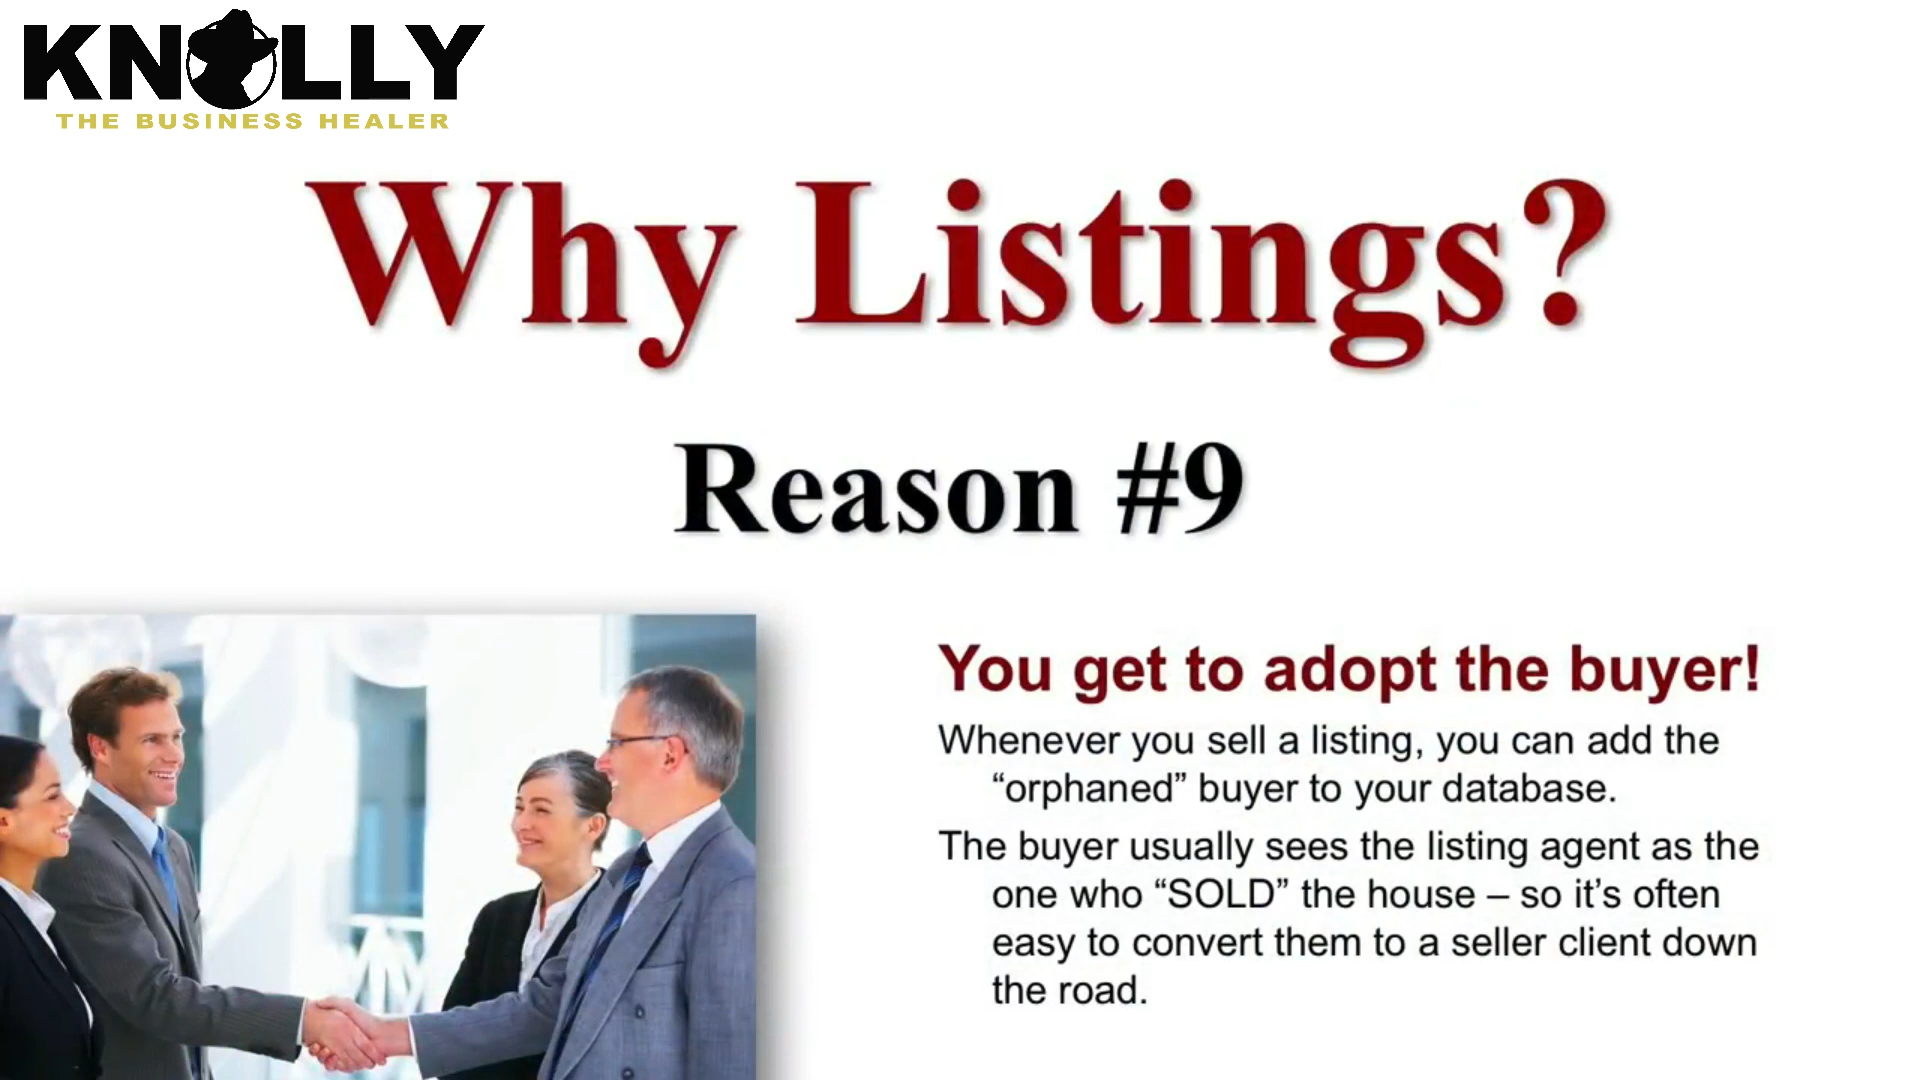 KNOLLY
THE BUSINESS HEALER
Why Listings?
Reason #9
You get to adopt the buyer!
Whenever you sell a listing, you can add the
“orphaned” buyer to your database.
The buyer usually sees the listing agent as the
one who “SOLD” the house – so it’s often
easy to convert them to a seller client down
the road.